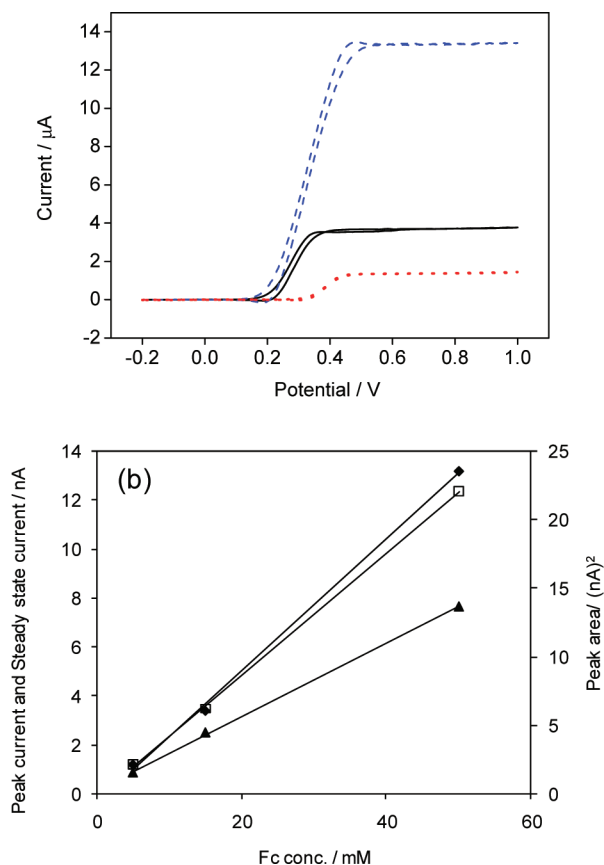 14
12
10
8
6
4
2
0
-2
Current / μA
-0.2 0.0 0.2 0.4 0.6 0.8 1.0
Potential / V
(b)
14
12
10
8
6
4
2
0
Peak current and Steady state current / nA
25
20
15
10
5
0
Peak area/ (nA)²
0 20 40 60
Fc conc. / mM